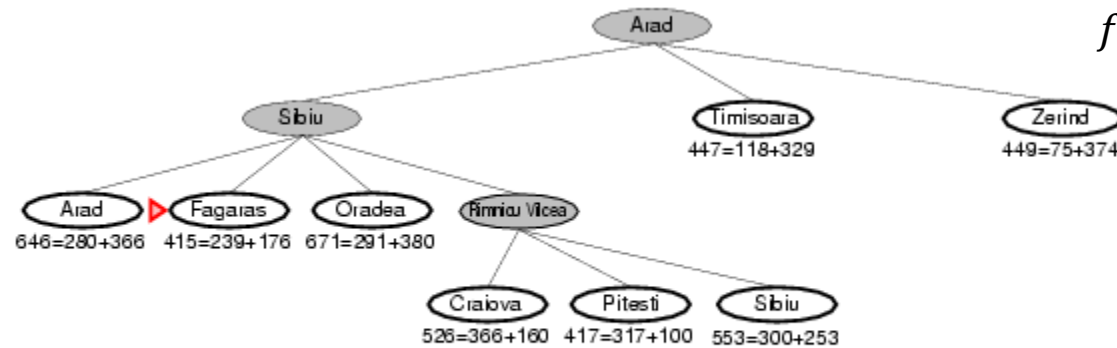 Arad
f
Sibiu
Timisoara
Zerind
447=118+329
449=75+374
Arad
Fagaras
Oradea
Rimnicu Vilcea
646=280+366
415=239+176
671=291+380
Craiova
Pitesti
Sibiu
526=366+160
417=317+100
553=300+253